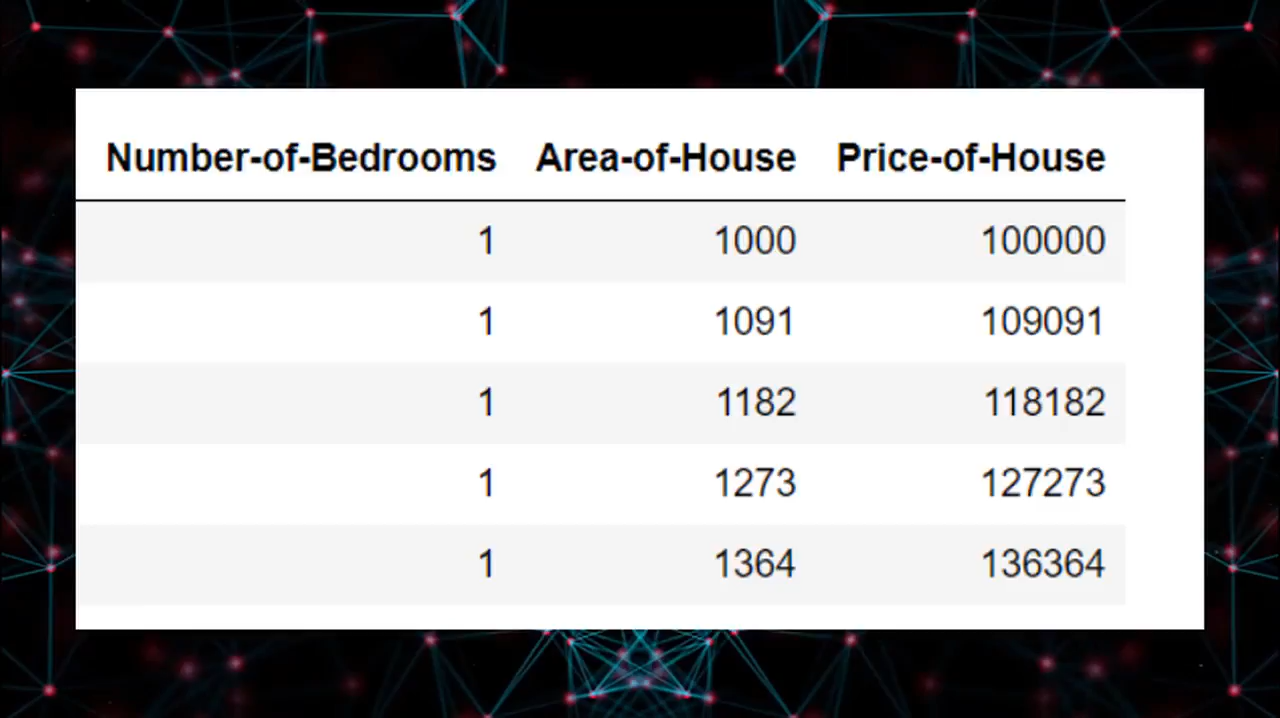 Number-of-Bedrooms Area-of-House Price-of-House
1 1000 100000
1 1091 109091
1 1182 118182
1 1273 127273
1 1364 136364